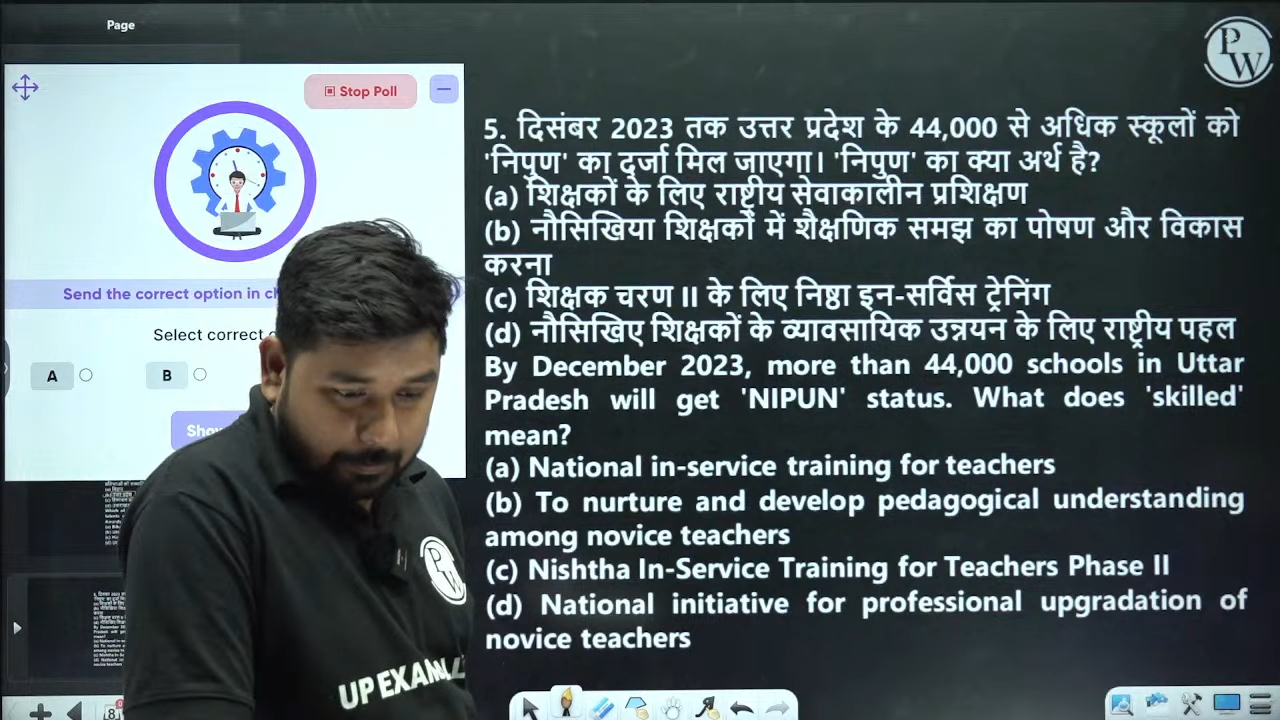 Page
PW
Stop Poll
Send the correct option in
Select correct
A
B
5. दिसंबर 2023 तक उत्तर प्रदेश के 44,000 से अधिक स्कूलों को
'निपुण' का दर्जा मिल जाएगा। 'निपुण' का क्या अर्थ है?
(a) शिक्षकों के लिए राष्ट्रीय सेवाकालीन प्रशिक्षण
(b) नौसिखिया शिक्षकों में शैक्षणिक समझ का पोषण और विकास
करना
(c) शिक्षक चरण II के लिए निष्ठा इन-सर्विस ट्रेनिंग
(d) नौसिखिए शिक्षकों के व्यावसायिक उन्नयन के लिए राष्ट्रीय पहल
By December 2023, more than 44,000 schools in Uttar
Pradesh will get 'NIPUN' status. What does 'skilled'
mean?
(a) National in-service training for teachers
(b) To nurture and develop pedagogical understanding
among novice teachers
(c) Nishtha In-Service Training for Teachers Phase II
(d) National initiative for professional upgradation of
novice teachers
PW
UP EXAM